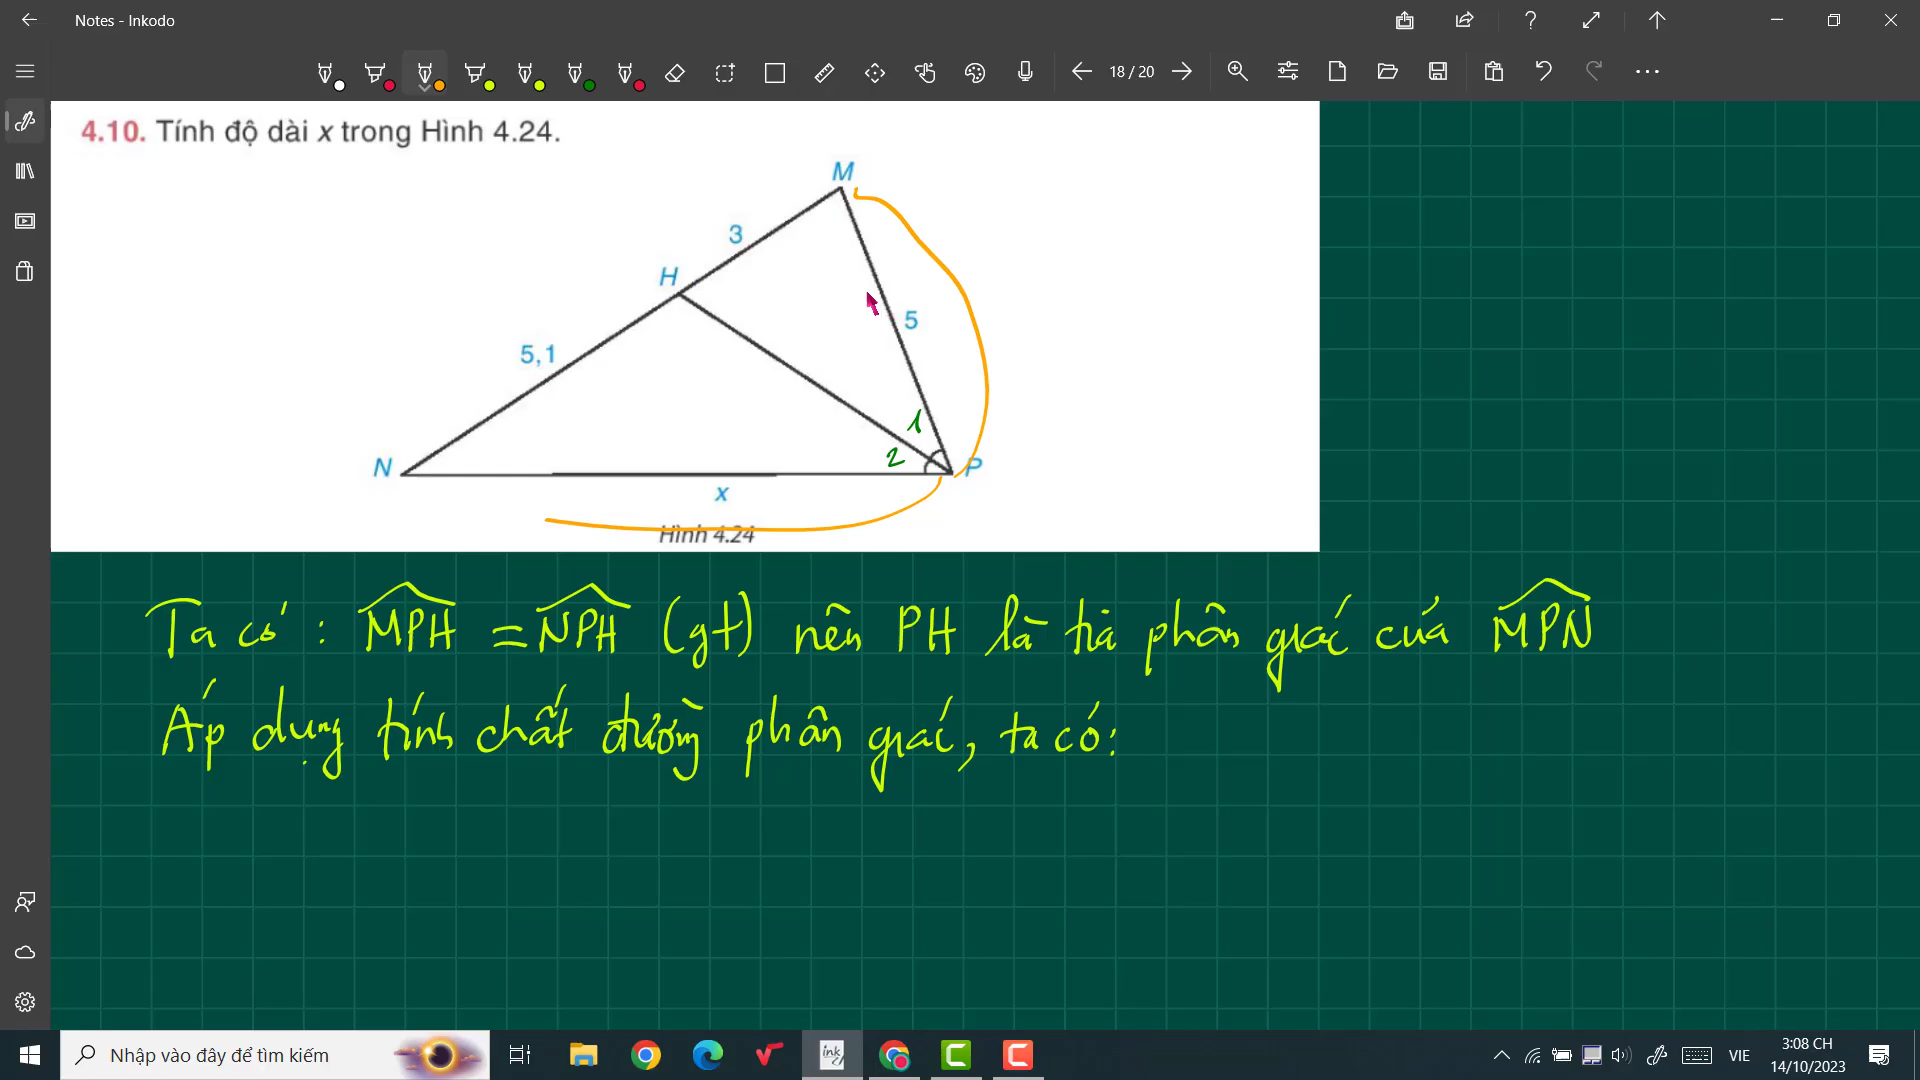 Notes - Inkodo
18 / 20
4.10. Tính độ dài x trong Hình 4.24.
M
3
H
5
5,1
1
2
N
P
x
Hình 4.24
Ta có: MPH = NPH (gt) nên PH là tia phân giác của MPN
Áp dụng tính chất đường phân giác, ta có:
Nhập vào đây để tìm kiếm
ink
VIE
3:08 CH
14/10/2023